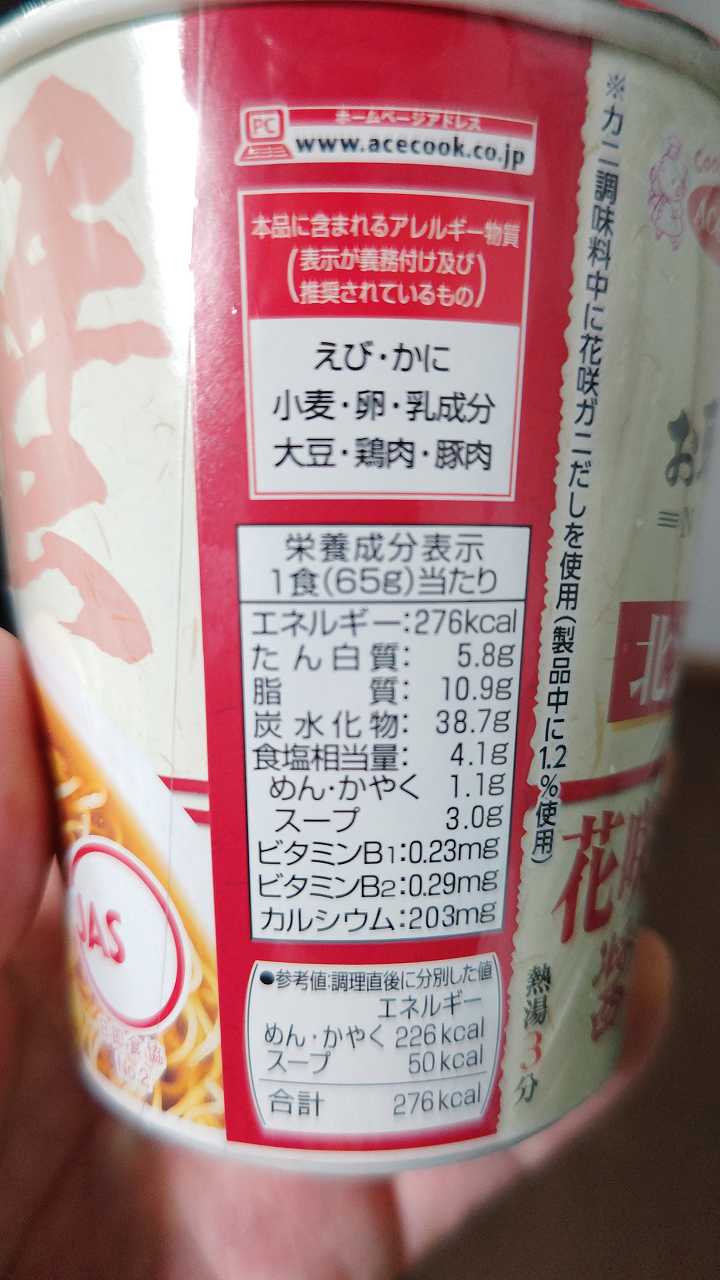 PC
ホームページアドレス
www.acecook.co.jp
本品に含まれるアレルギー物質
(表示が義務付け及び
推奨されているもの)
えび・かに
小麦・卵・乳成分
大豆・鶏肉・豚肉
栄養成分表示
1食(65g)当たり
エネルギー:276kcal
たん白質: 5.8g
脂質: 10.9g
炭水化物: 38.7g
食塩相当量: 4.1g
めん・かやく 1.1g
スープ 3.0g
ビタミンB1:0.23mg
ビタミンB2:0.29mg
カルシウム:203mg
●参考値:調理直後に分別した値
エネルギー
めん・かやく 226kcal
スープ 50kcal
合計 276kcal
※カニ調味料中に花咲ガニだしを使用(製品中に1.2%使用)
熱湯3分
JAS
北
花咲